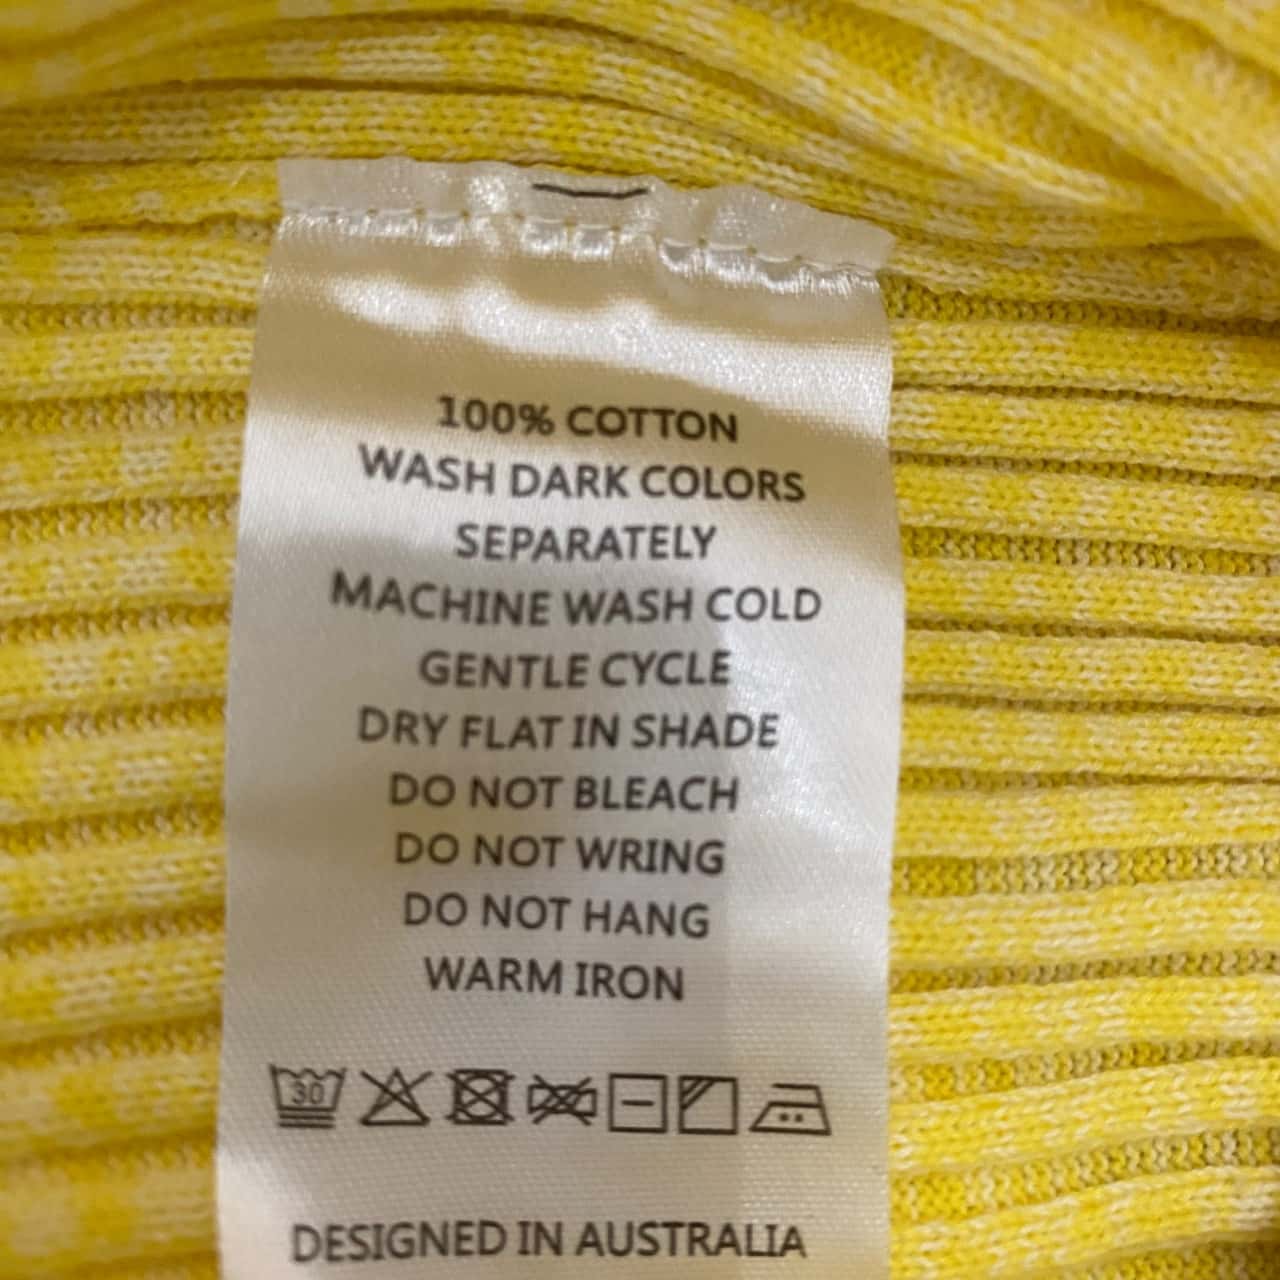 100% COTTON
WASH DARK COLORS
SEPARATELY
MACHINE WASH COLD
GENTLE CYCLE
DRY FLAT IN SHADE
DO NOT BLEACH
DO NOT WRING
DO NOT HANG
WARM IRON
30
DESIGNED IN AUSTRALIA